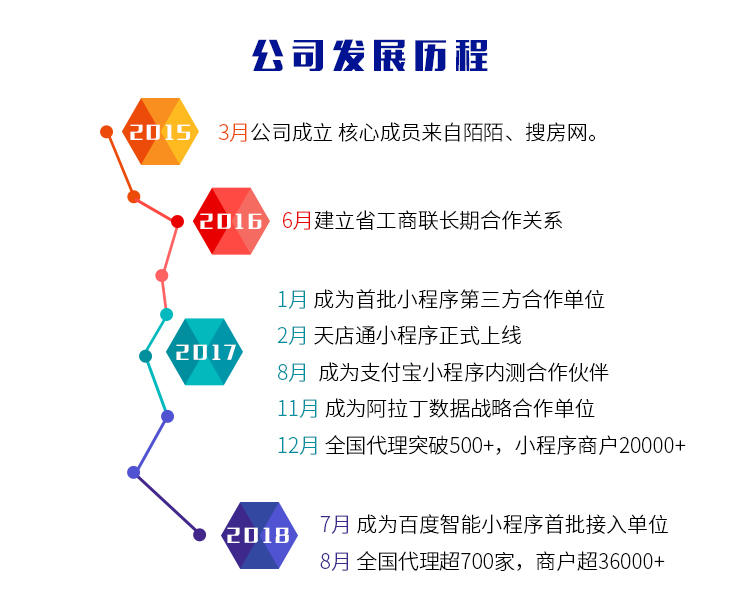 公司发展历程
2015 3月公司成立 核心成员来自陌陌、搜房网。
2016 6月建立省工商联长期合作关系
1月 成为首批小程序第三方合作单位
2月 天店通小程序正式上线
2017
8月 成为支付宝小程序内测合作伙伴
11月 成为阿拉丁数据战略合作单位
12月 全国代理突破500+，小程序商户20000+
7月 成为百度智能小程序首批接入单位
2018
8月 全国代理超700家，商户超36000+